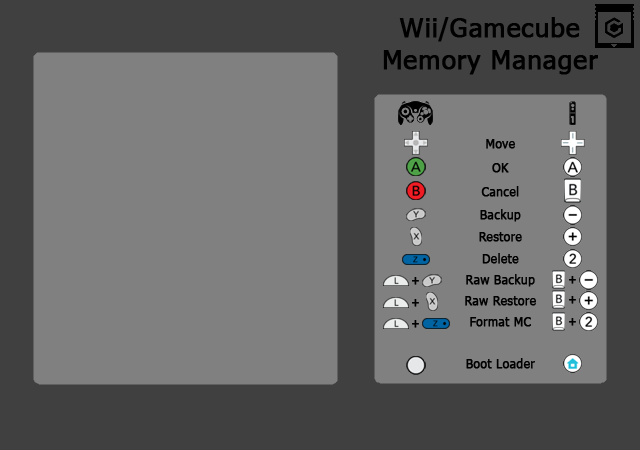 Wii/Gamecube
Memory Manager
Move
A OK A
B Cancel B
Y Backup −
X Restore +
Z Delete 2
L + Y Raw Backup B + −
L + X Raw Restore B + +
L + Z Format MC B + 2
Boot Loader